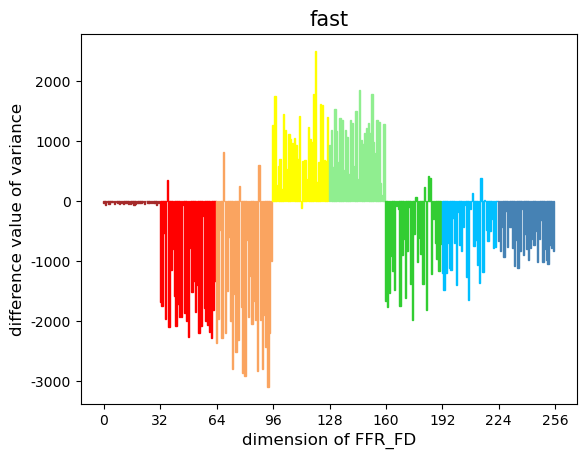 fast
difference value of variance
2000
1000
0
-1000
-2000
-3000
0 32 64 96 128 160 192 224 256
dimension of FFR_FD